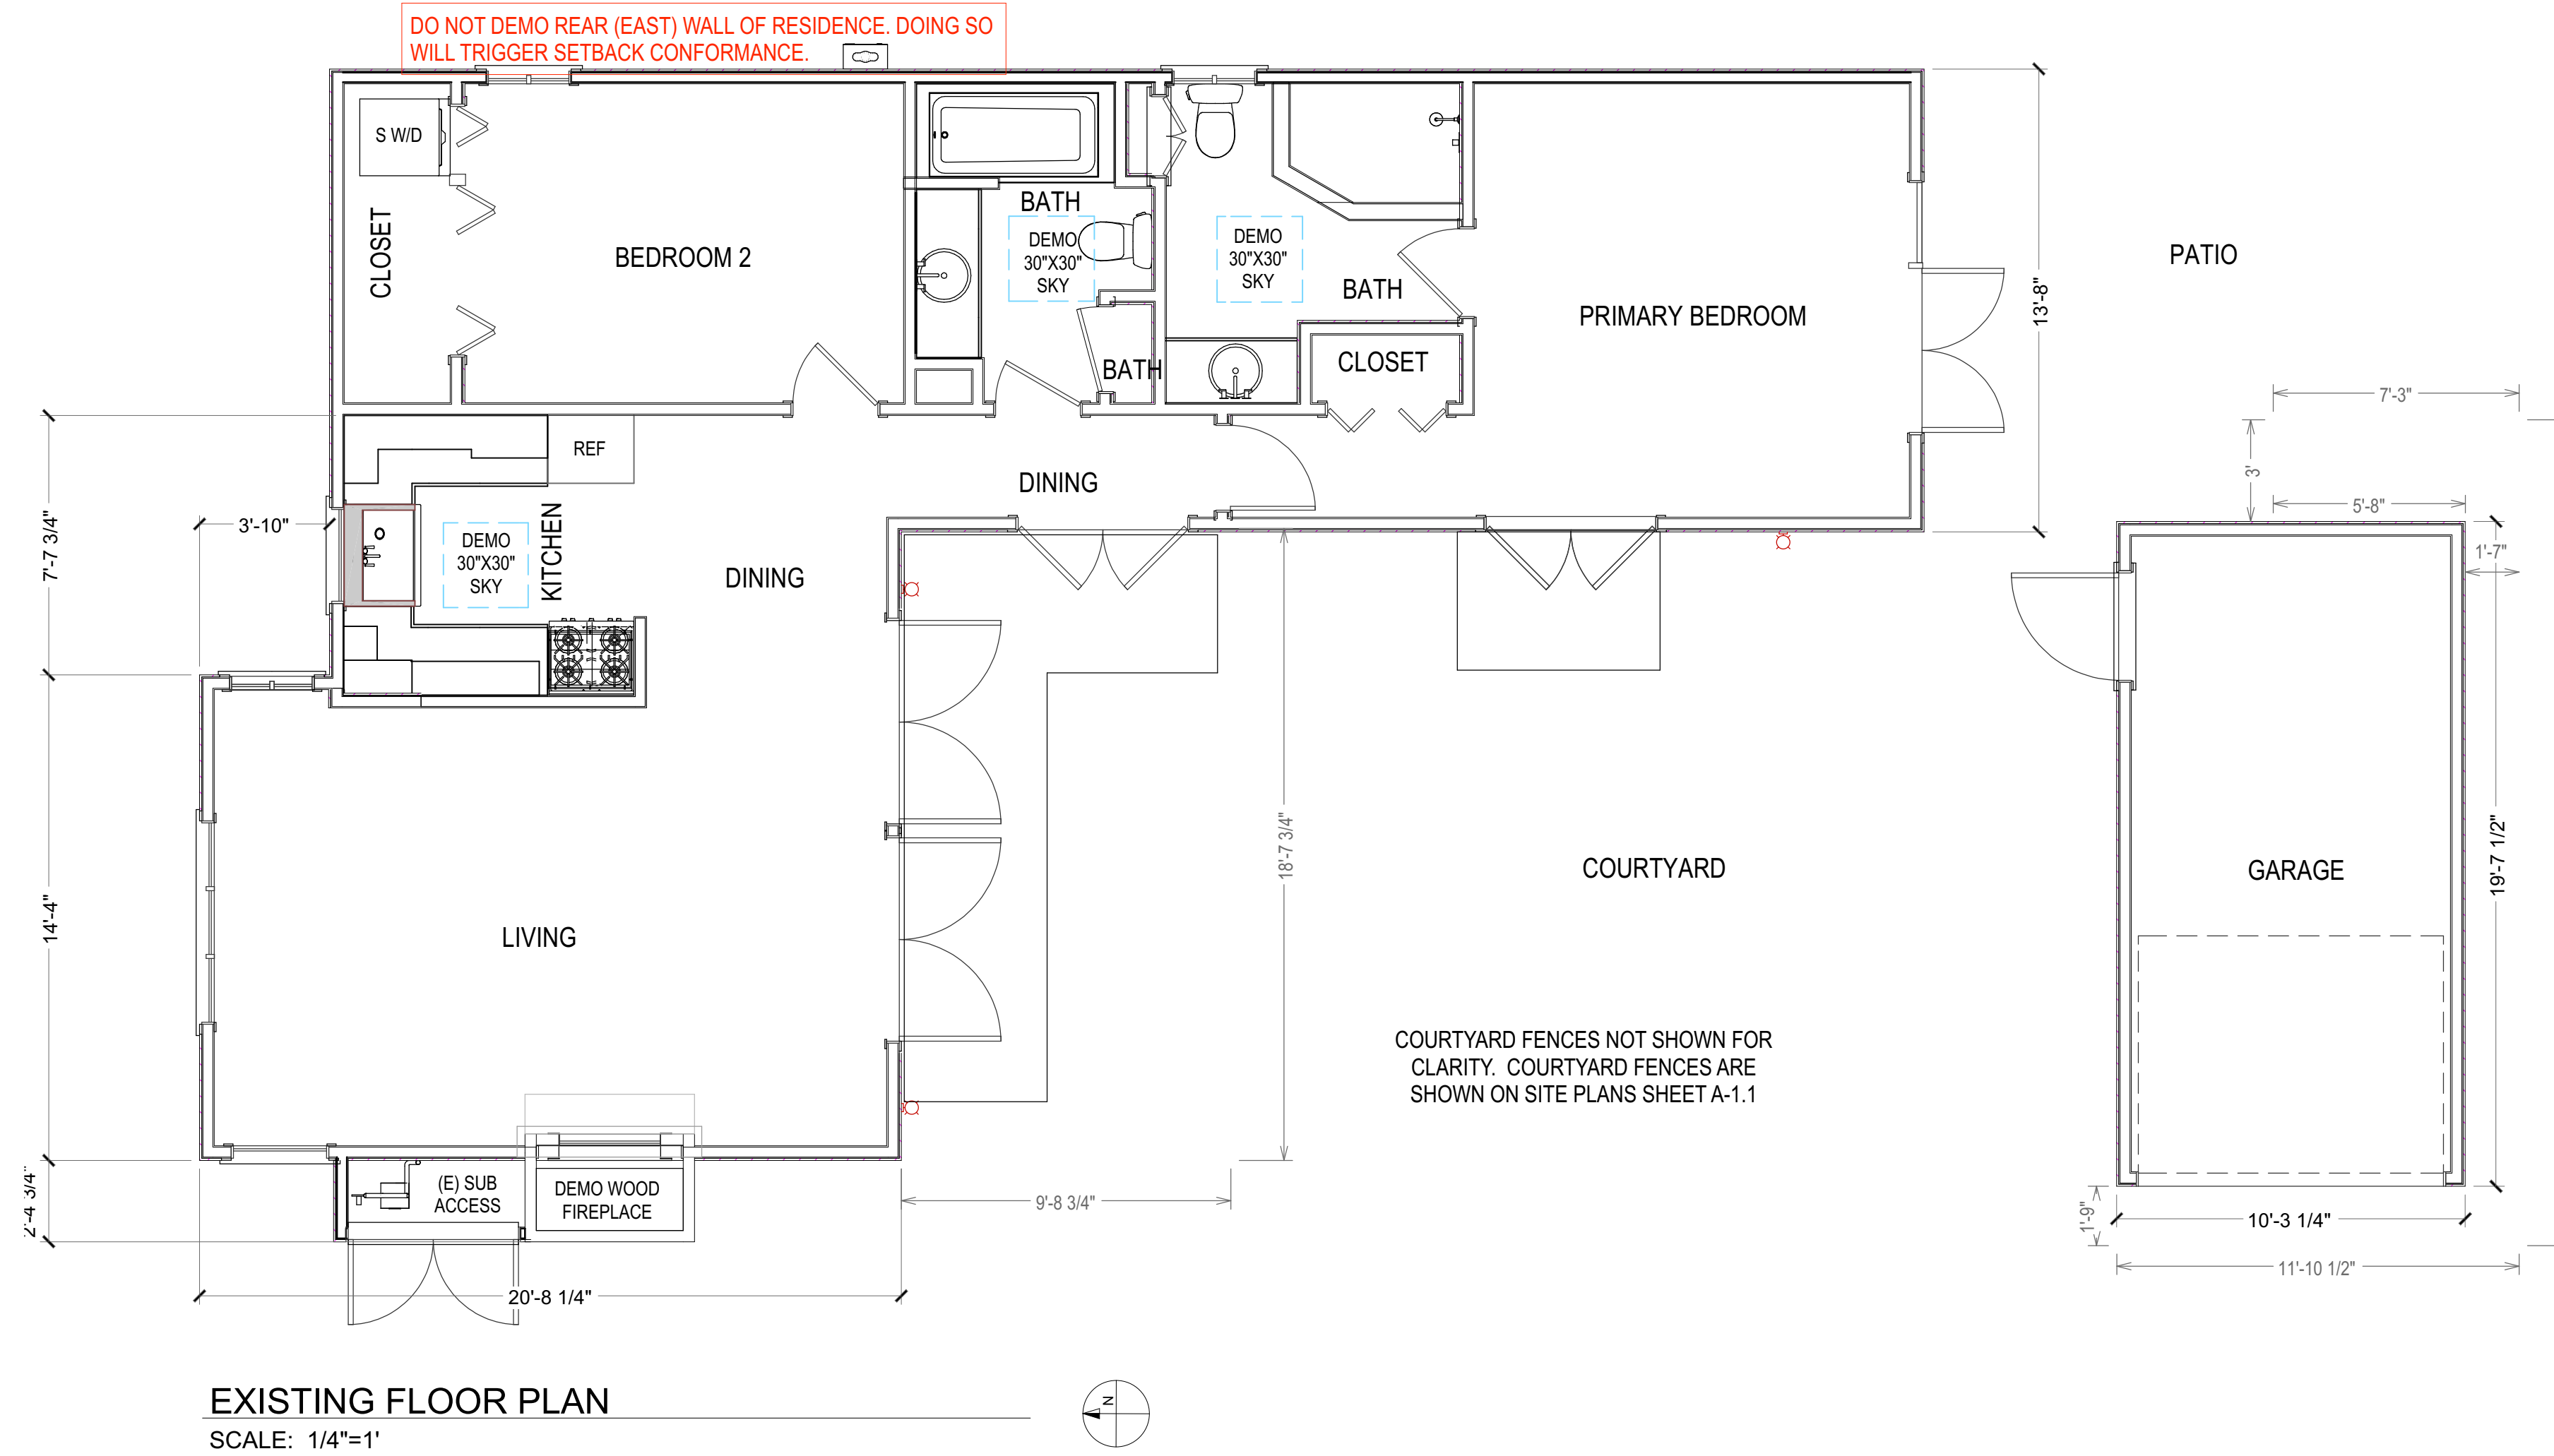 DO NOT DEMO REAR (EAST) WALL OF RESIDENCE. DOING SO
WILL TRIGGER SETBACK CONFORMANCE.
S W/D
CLOSET
BEDROOM 2
BATH
DEMO
30"X30"
SKY
DEMO
30"X30"
SKY
BATH
BATH
CLOSET
PRIMARY BEDROOM
13'-8"
PATIO
7'-3"
3'
5'-8"
1'-7"
REF
DINING
3'-10"
7'-7 3/4"
DEMO
30"X30"
SKY
KITCHEN
DINING
18'-7 3/4"
COURTYARD
GARAGE
19'-7 1/2"
14'-4"
LIVING
COURTYARD FENCES NOT SHOWN FOR
CLARITY.  COURTYARD FENCES ARE
SHOWN ON SITE PLANS SHEET A-1.1
2'-4 3/4"
(E) SUB
ACCESS
DEMO WOOD
FIREPLACE
9'-8 3/4"
1'-9"
10'-3 1/4"
11'-10 1/2"
20'-8 1/4"
EXISTING FLOOR PLAN
SCALE:  1/4"=1'
N